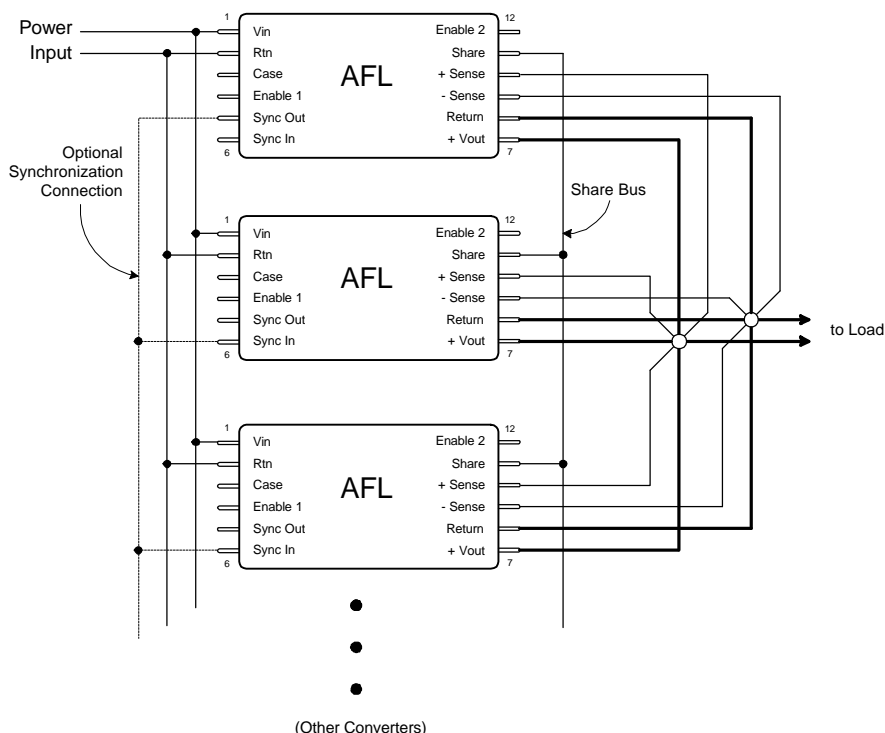 Power
Input
1
Vin
Rtn
Case
Enable 1
Sync Out
Sync In
6
AFL
12
Enable 2
Share
+ Sense
- Sense
Return
+ Vout
7
Optional
Synchronization
Connection
Share Bus
1
Vin
Rtn
Case
Enable 1
Sync Out
Sync In
6
AFL
12
Enable 2
Share
+ Sense
- Sense
Return
+ Vout
7
to Load
1
Vin
Rtn
Case
Enable 1
Sync Out
Sync In
6
AFL
12
Enable 2
Share
+ Sense
- Sense
Return
+ Vout
7
(Other Converters)